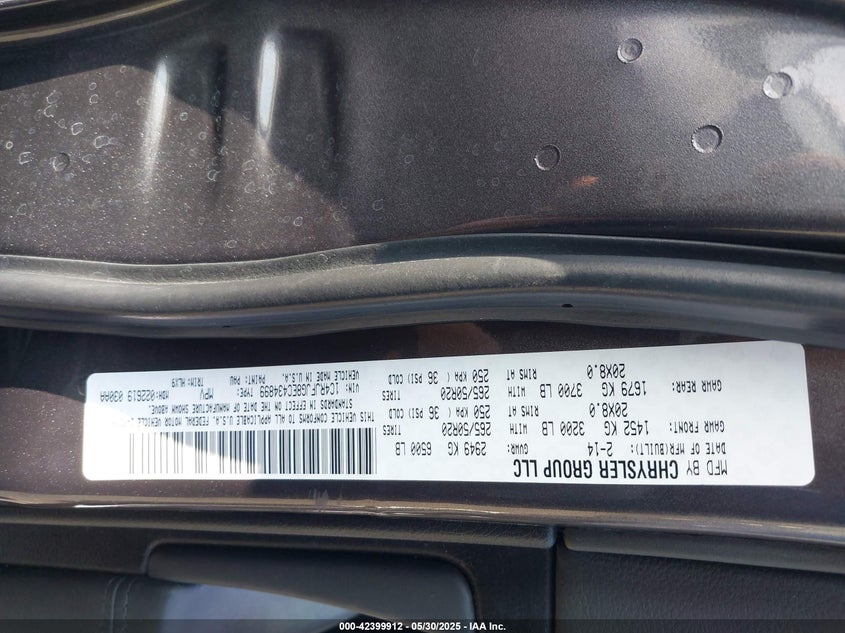 MFD BY CHRYSLER GROUP LLC
DATE OF MFR(BUILT): 2-14 GVWR: 2949 KG 6500 LB
GAWR FRONT: 1452 KG 3200 LB WITH 265/50R20 TIRES
20X8.0 RIMS AT 250 KPA ( 36 PSI) COLD
GAWR REAR: 1679 KG 3700 LB WITH 265/50R20 TIRES
20X8.0 RIMS AT 250 KPA ( 36 PSI) COLD
THIS VEHICLE CONFORMS TO ALL APPLICABLE U.S.A. FEDERAL MOTOR VEHICLE
STANDARDS IN EFFECT ON THE DATE OF MANUFACTURE SHOWN ABOVE.
VIN: 1C4RJFJG8EC434899 TYPE: MPV MDH: 022819 030AA
VEHICLE MADE IN U.S.A. PAINT: PAU TRIM: HLX9
000-42399912 - 05/30/2025 - IAA Inc.